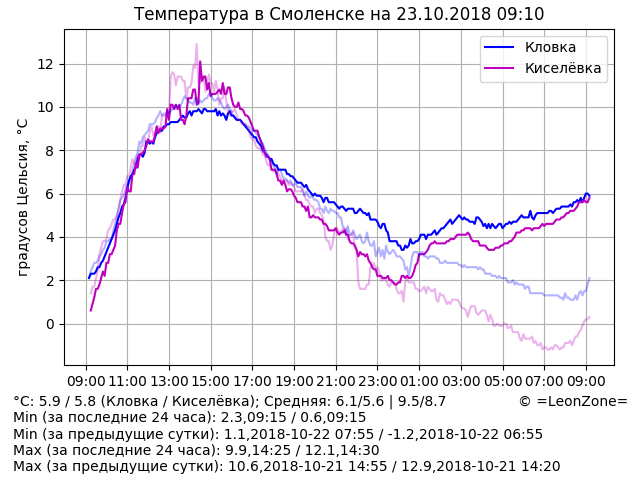 Температура в Смоленске на 23.10.2018 09:10
Кловка
Киселёвка
градусов Цельсия, °C
12
10
8
6
4
2
0
09:00 11:00 13:00 15:00 17:00 19:00 21:00 23:00 01:00 03:00 05:00 07:00 09:00
°C: 5.9 / 5.8 (Кловка / Киселёвка); Средняя: 6.1/5.6 | 9.5/8.7 © =LeonZone=
Min (за последние 24 часа): 2.3,09:15 / 0.6,09:15
Min (за предыдущие сутки): 1.1,2018-10-22 07:55 / -1.2,2018-10-22 06:55
Max (за последние 24 часа): 9.9,14:25 / 12.1,14:30
Max (за предыдущие сутки): 10.6,2018-10-21 14:55 / 12.9,2018-10-21 14:20